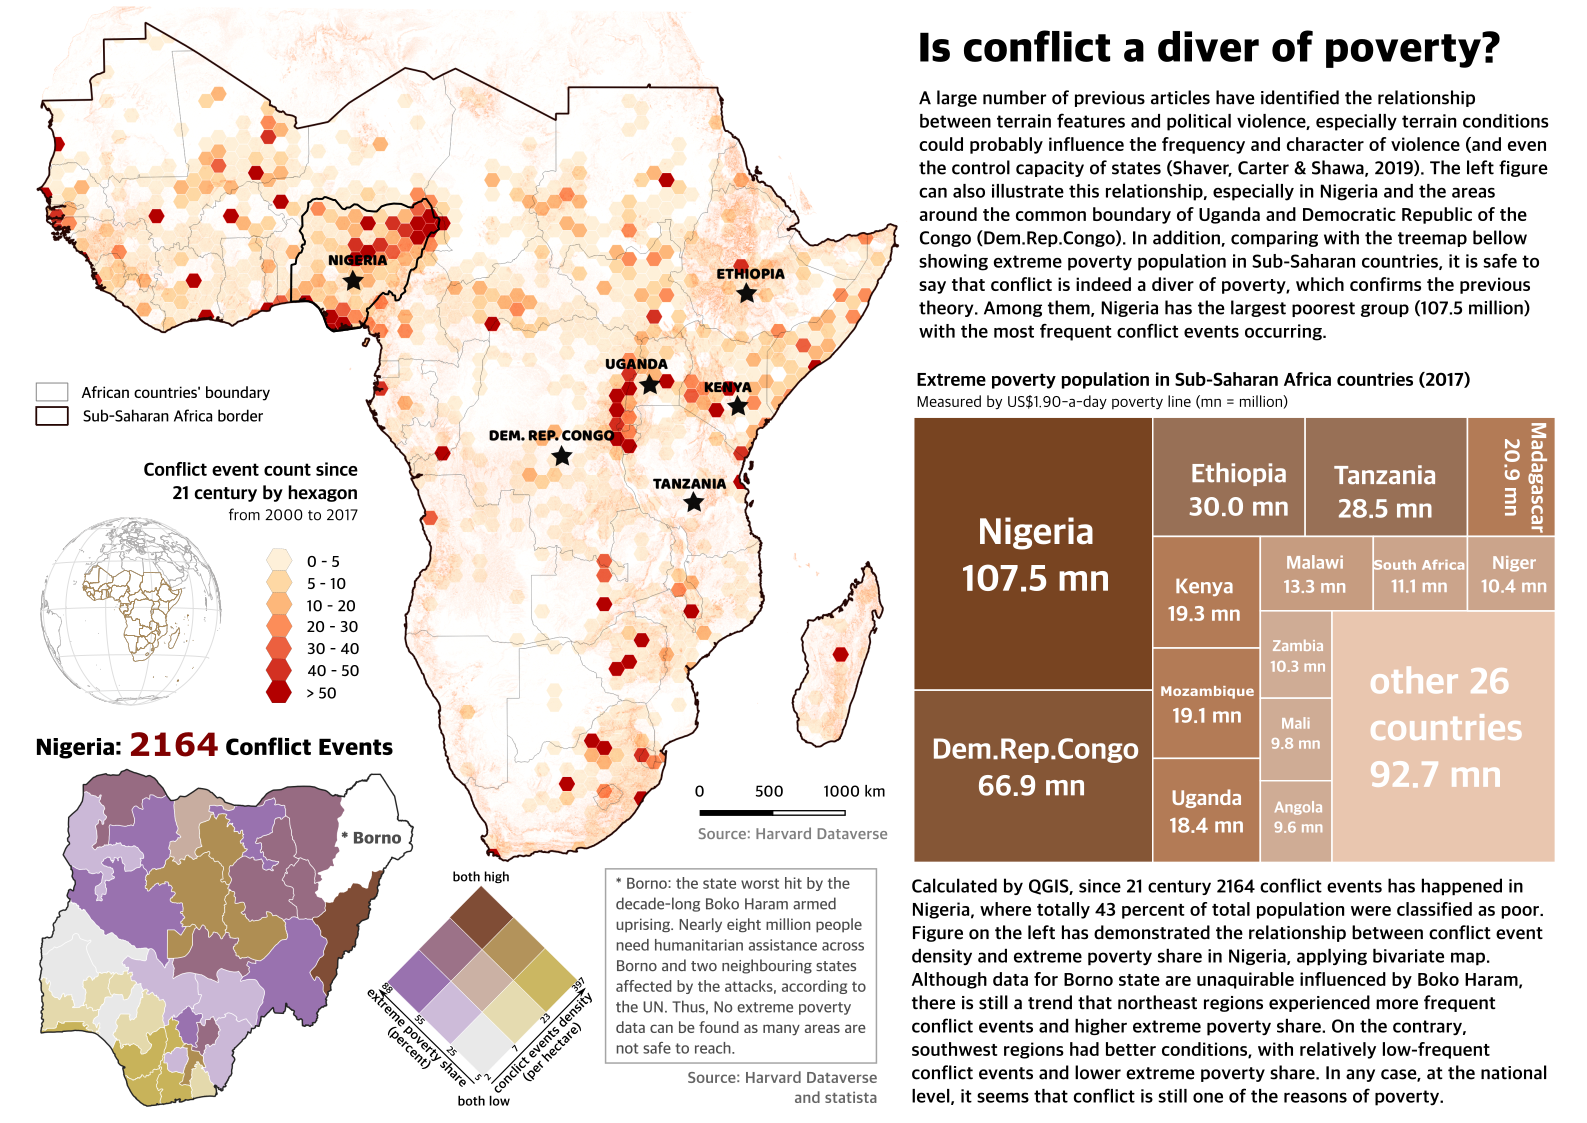 Is conflict a diver of poverty?
A large number of previous articles have identified the relationship
between terrain features and political violence, especially terrain conditions
could probably influence the frequency and character of violence (and even
the control capacity of states (Shaver, Carter & Shawa, 2019). The left figure
can also illustrate this relationship, especially in Nigeria and the areas
around the common boundary of Uganda and Democratic Republic of the
Congo (Dem.Rep.Congo). In addition, comparing with the treemap bellow
showing extreme poverty population in Sub-Saharan countries, it is safe to
say that conflict is indeed a diver of poverty, which confirms the previous
theory. Among them, Nigeria has the largest poorest group (107.5 million)
with the most frequent conflict events occurring.
NIGERIA
ETHIOPIA
UGANDA
KENYA
DEM. REP. CONGO
TANZANIA
African countries' boundary
Sub-Saharan Africa border
Conflict event count since
21 century by hexagon
from 2000 to 2017
0 - 5
5 - 10
10 - 20
20 - 30
30 - 40
40 - 50
> 50
0 500 1000 km
Source: Harvard Dataverse
Extreme poverty population in Sub-Saharan Africa countries (2017)
Measured by US$1.90-a-day poverty line (mn = million)
Nigeria
107.5 mn
Dem.Rep.Congo
66.9 mn
Ethiopia
30.0 mn
Tanzania
28.5 mn
Madagascar
20.9 mn
Kenya
19.3 mn
Mozambique
19.1 mn
Uganda
18.4 mn
Malawi
13.3 mn
South Africa
11.1 mn
Niger
10.4 mn
Zambia
10.3 mn
Mali
9.8 mn
Angola
9.6 mn
other 26
countries
92.7 mn
Nigeria: 2164 Conflict Events
* Borno
both high
88
55
25
5
extreme poverty share
(percent)
397
23
7
2
conclict events density
(per hectare)
both low
* Borno: the state worst hit by the
decade-long Boko Haram armed
uprising. Nearly eight million people
need humanitarian assistance across
Borno and two neighbouring states
affected by the attacks, according to
the UN. Thus, No extreme poverty
data can be found as many areas are
not safe to reach.
Source: Harvard Dataverse
and statista
Calculated by QGIS, since 21 century 2164 conflict events has happened in
Nigeria, where totally 43 percent of total population were classified as poor.
Figure on the left has demonstrated the relationship between conflict event
density and extreme poverty share in Nigeria, applying bivariate map.
Although data for Borno state are unaquirable influenced by Boko Haram,
there is still a trend that northeast regions experienced more frequent
conflict events and higher extreme poverty share. On the contrary,
southwest regions had better conditions, with relatively low-frequent
conflict events and lower extreme poverty share. In any case, at the national
level, it seems that conflict is still one of the reasons of poverty.